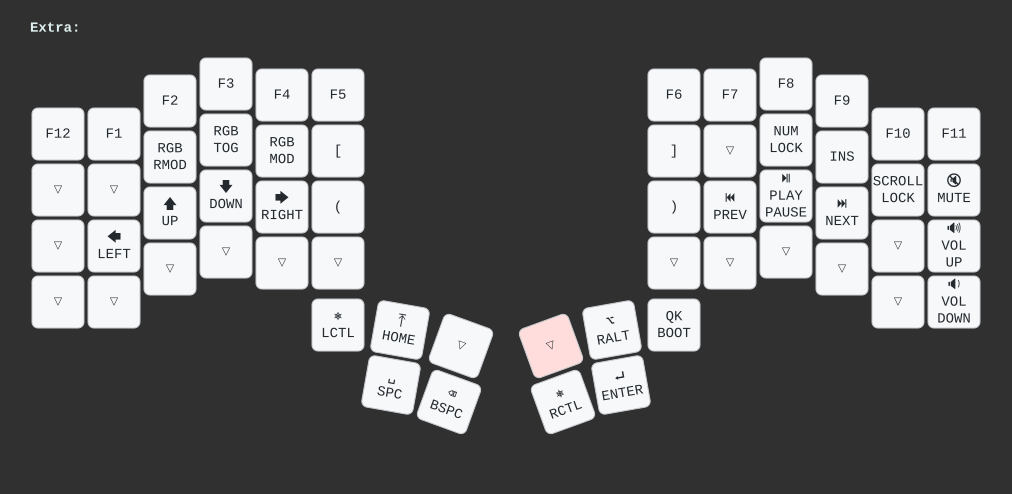 Extra:
F12
F1
F2
F3
F4
F5
F6
F7
F8
F9
F10
F11
RGB
RMOD
RGB
TOG
RGB
MOD
[
]
NUM
LOCK
INS
SCROLL
LOCK
MUTE
LEFT
UP
DOWN
RIGHT
(
)
PREV
PLAY
PAUSE
NEXT
VOL
UP
VOL
DOWN
LCTL
HOME
SPC
BSPC
RALT
QK
BOOT
RCTL
ENTER